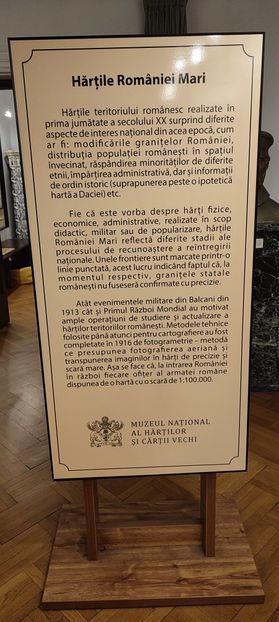 Hărțile României Mari
Hărțile teritoriului românesc realizate în
prima jumătate a secolului XX surprind diferite
aspecte de interes național din acea epocă, cum
ar fi: modificările granițelor României,
distribuția populației românești în spațiul
învecinat, răspândirea minorităților de diferite
etnii, împărțirea administrativă, dar și informații
de ordin istoric (suprapunerea peste o ipotetică
hartă a Daciei) etc.
Fie că este vorba despre hărți fizice,
economice, administrative, realizate în scop
didactic, militar sau de popularizare, hărțile
României Mari reflectă diferite stadii ale
procesului de recunoaștere a reîntregirii
naționale. Unele frontiere sunt marcate printr-o
linie punctată, acest lucru indicând faptul că, la
momentul respectiv, granițele statale
românești nu fuseseră confirmate cu precizie.
Atât evenimentele militare din Balcani din
1913 cât și Primul Război Mondial au motivat
ample operațiuni de studiere și actualizare a
hărților teritoriilor românești. Metodele tehnice
folosite până atunci pentru cartografiere au fost
completate în 1916 de fotogrametrie - metodă
ce presupunea fotografierea aeriană și
transpunerea imaginilor în hărți de precizie și
scară mare. Așa se face că, la intrarea României
în război fiecare ofițer al armatei române
dispunea de o hartă cu o scară de 1:100.000.
MUZEUL NAȚIONAL
AL HĂRȚILOR
ȘI CĂRȚII VECHI